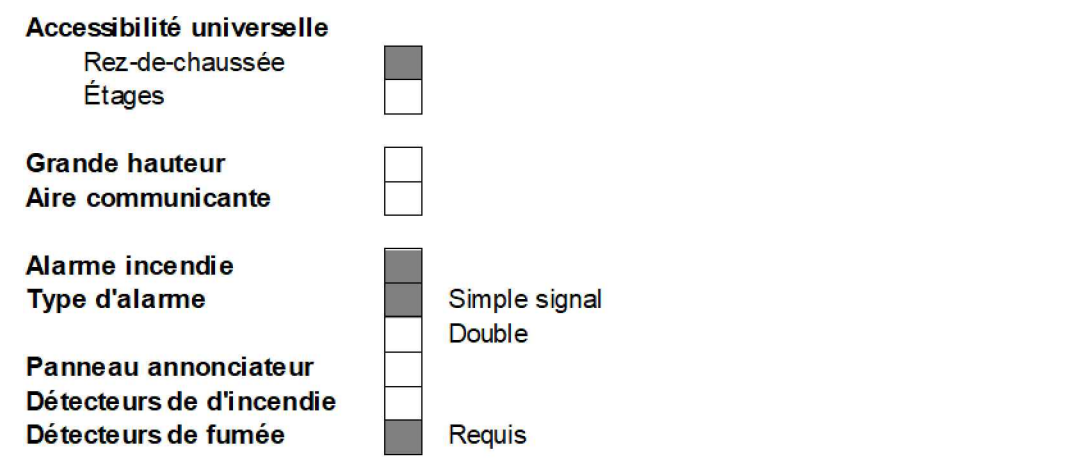 Accessibilité universelle
Rez-de-chaussée
Étages
Grande hauteur
Aire communicante
Alarme incendie
Type d'alarme Simple signal
Double
Panneau annonciateur
Détecteurs de d'incendie
Détecteurs de fumée Requis